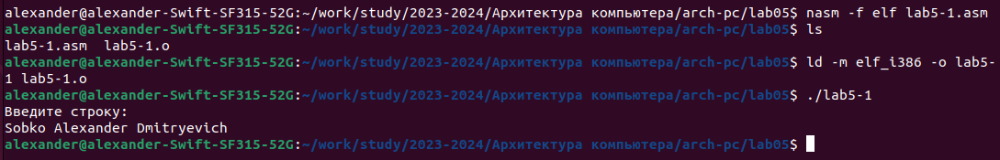 alexander@alexander-Swift-SF315-52G:~/work/study/2023-2024/Архитектура компьютера/arch-pc/lab05$ nasm -f elf lab5-1.asm
alexander@alexander-Swift-SF315-52G:~/work/study/2023-2024/Архитектура компьютера/arch-pc/lab05$ ls
lab5-1.asm  lab5-1.o
alexander@alexander-Swift-SF315-52G:~/work/study/2023-2024/Архитектура компьютера/arch-pc/lab05$ ld -m elf_i386 -o lab5-
1 lab5-1.o
alexander@alexander-Swift-SF315-52G:~/work/study/2023-2024/Архитектура компьютера/arch-pc/lab05$ ./lab5-1
Введите строку:
Sobko Alexander Dmitryevich
alexander@alexander-Swift-SF315-52G:~/work/study/2023-2024/Архитектура компьютера/arch-pc/lab05$